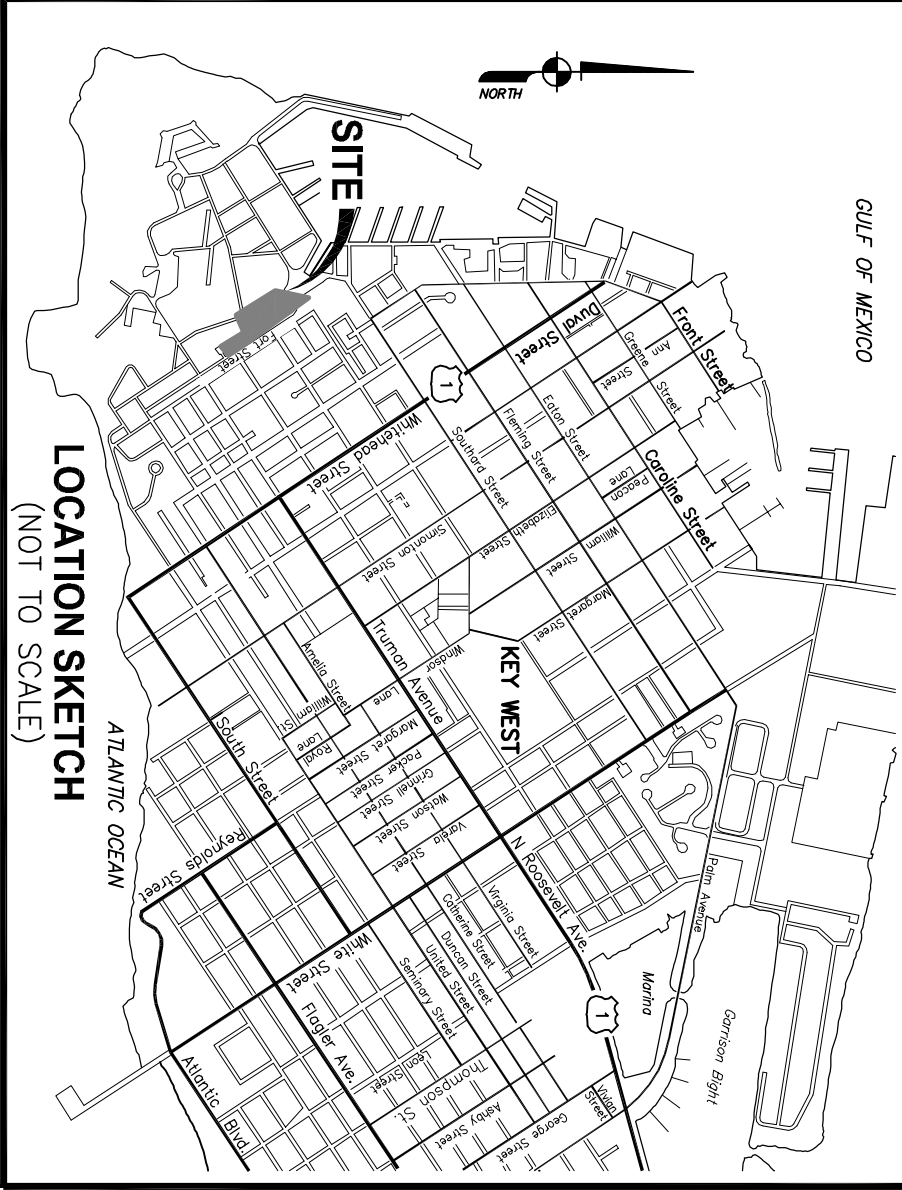 GULF OF MEXICO
NORTH
SITE
Fort Street
Duval
Street
Front Street
Ann
Street
Greene
Street
1
Whitehead Street
Eaton Street
Fleming Street
Southard Street
Caroline Street
Peacon
Lane
Elizabeth Street
William
Street
Simonton Street
Margaret Street
KEY WEST
Windsor
Lane
Truman Avenue
Amelia Street
William St
Royal
Lane
Margaret Street
Packer Street
Grinnell Street
Watson Street
Varela Street
South Street
Reynolds Street
N Roosevelt Ave.
Palm Avenue
Marina
Garrison Bight
1
Virginia Street
Catherine Street
Duncan Street
United Street
Seminary Street
White Street
Flagler Ave.
Leon Street
Thompson St.
Ashby Street
George Street
Vivian
Street
Atlantic Blvd.
ATLANTIC OCEAN
LOCATION SKETCH
(NOT TO SCALE)